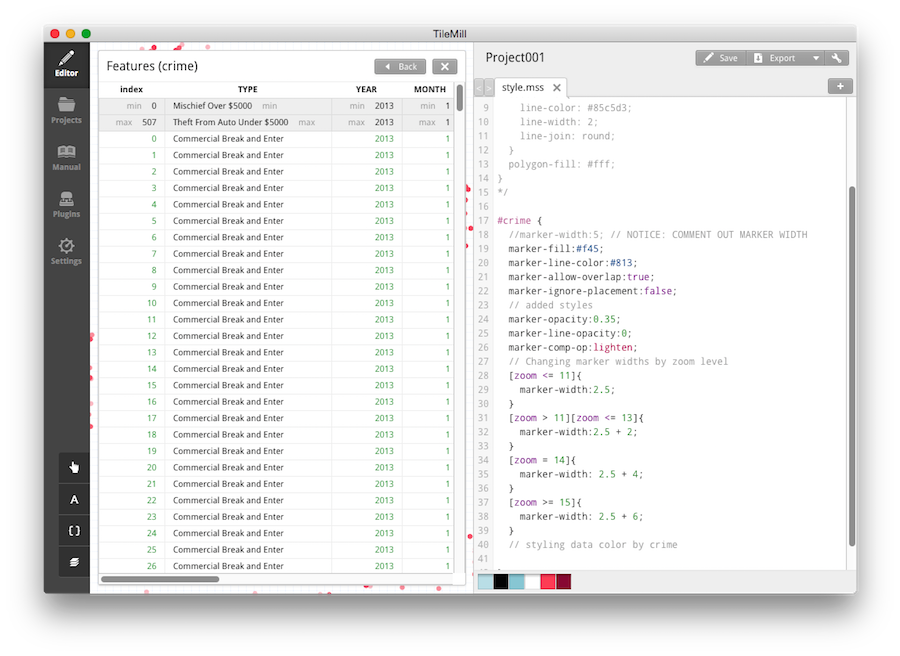 TileMill
Editor
Projects
Manual
Plugins
Settings
A
Features (crime)
Back
index TYPE YEAR MONTH
min 0 Mischief Over $5000 min min 2013 min 1
max 507 Theft From Auto Under $5000 max max 2013 max 1
0 Commercial Break and Enter 2013 1
1 Commercial Break and Enter 2013 1
2 Commercial Break and Enter 2013 1
3 Commercial Break and Enter 2013 1
4 Commercial Break and Enter 2013 1
5 Commercial Break and Enter 2013 1
6 Commercial Break and Enter 2013 1
7 Commercial Break and Enter 2013 1
8 Commercial Break and Enter 2013 1
9 Commercial Break and Enter 2013 1
10 Commercial Break and Enter 2013 1
11 Commercial Break and Enter 2013 1
12 Commercial Break and Enter 2013 1
13 Commercial Break and Enter 2013 1
14 Commercial Break and Enter 2013 1
15 Commercial Break and Enter 2013 1
16 Commercial Break and Enter 2013 1
17 Commercial Break and Enter 2013 1
18 Commercial Break and Enter 2013 1
19 Commercial Break and Enter 2013 1
20 Commercial Break and Enter 2013 1
21 Commercial Break and Enter 2013 1
22 Commercial Break and Enter 2013 1
23 Commercial Break and Enter 2013 1
24 Commercial Break and Enter 2013 1
25 Commercial Break and Enter 2013 1
26 Commercial Break and Enter 2013 1
Project001
Save
Export
style.mss
9 line-color: #85c5d3;
10 line-width: 2;
11 line-join: round;
12 }
13 polygon-fill: #fff;
14 }
15 */
16
17 #crime {
18 //marker-width:5; // NOTICE: COMMENT OUT MARKER WIDTH
19 marker-fill:#f45;
20 marker-line-color:#813;
21 marker-allow-overlap:true;
22 marker-ignore-placement:false;
23 // added styles
24 marker-opacity:0.35;
25 marker-line-opacity:0;
26 marker-comp-op:lighten;
27 // Changing marker widths by zoom level
28 [zoom <= 11]{
29 marker-width:2.5;
30 }
31 [zoom > 11][zoom <= 13]{
32 marker-width:2.5 + 2;
33 }
34 [zoom = 14]{
35 marker-width: 2.5 + 4;
36 }
37 [zoom >= 15]{
38 marker-width: 2.5 + 6;
39 }
40 // styling data color by crime
41